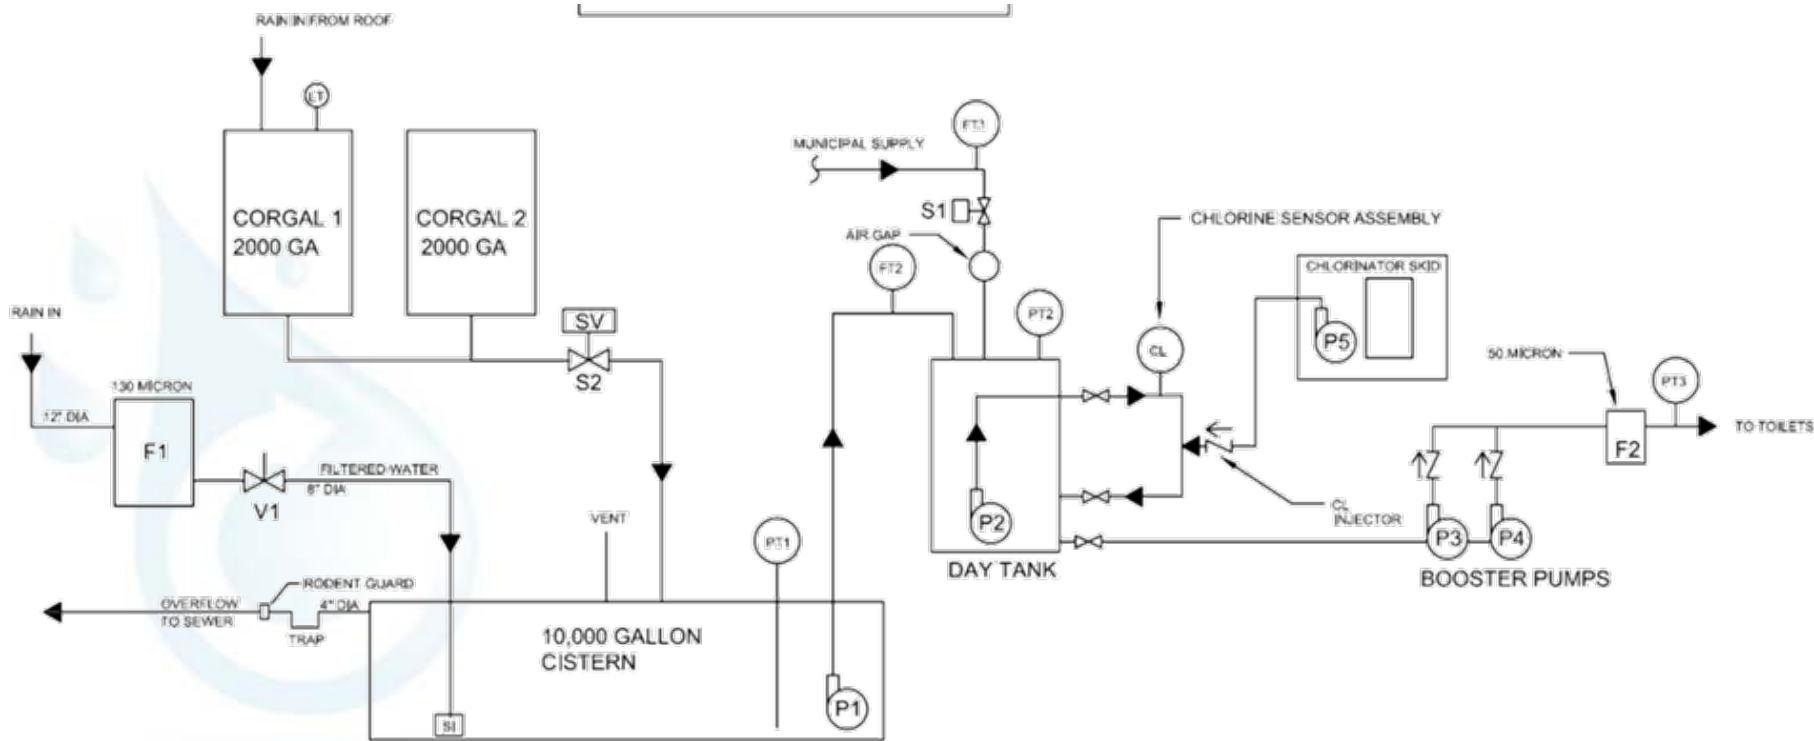 RAIN IN FROM ROOF
LT
CORGAL 1
2000 GA
CORGAL 2
2000 GA
SV
S2
RAIN IN
12" DIA
130 MICRON
F1
V1
FILTERED WATER
8" DIA
VENT
PT1
RODENT GUARD
OVERFLOW
TO SEWER
4" DIA
TRAP
10,000 GALLON
CISTERN
SI
P1
MUNICIPAL SUPPLY
FT3
S1
AIR GAP
FT2
PT2
P2
DAY TANK
CHLORINE SENSOR ASSEMBLY
CL
CHLORINATOR SKID
P5
CL
INJECTOR
50 MICRON
F2
PT3
TO TOILETS
P3
P4
BOOSTER PUMPS